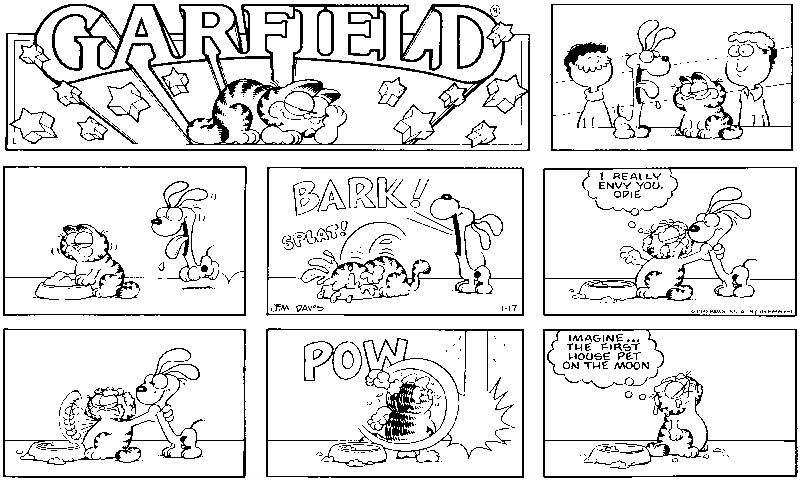 GARFIELD
BARK!
SPLAT!
JIM DAVIS
1-17
I REALLY
ENVY YOU,
ODIE
POW
IMAGINE...
THE FIRST
HOUSE PET
ON THE MOON